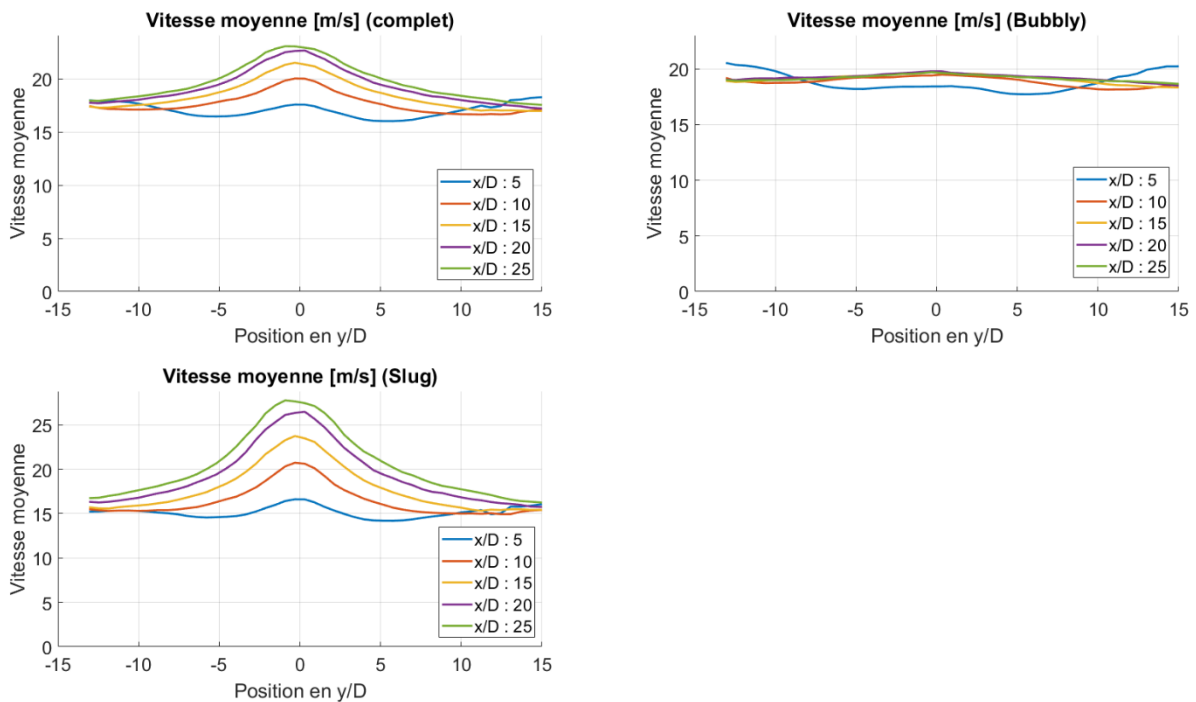 Vitesse moyenne [m/s] (complet)
Vitesse moyenne
20
15
10
5
0
-15
-10
-5
0
5
10
15
Position en y/D
x/D : 5
x/D : 10
x/D : 15
x/D : 20
x/D : 25
Vitesse moyenne [m/s] (Bubbly)
Vitesse moyenne
20
15
10
5
0
-15
-10
-5
0
5
10
15
Position en y/D
x/D : 5
x/D : 10
x/D : 15
x/D : 20
x/D : 25
Vitesse moyenne [m/s] (Slug)
Vitesse moyenne
25
20
15
10
5
0
-15
-10
-5
0
5
10
15
Position en y/D
x/D : 5
x/D : 10
x/D : 15
x/D : 20
x/D : 25